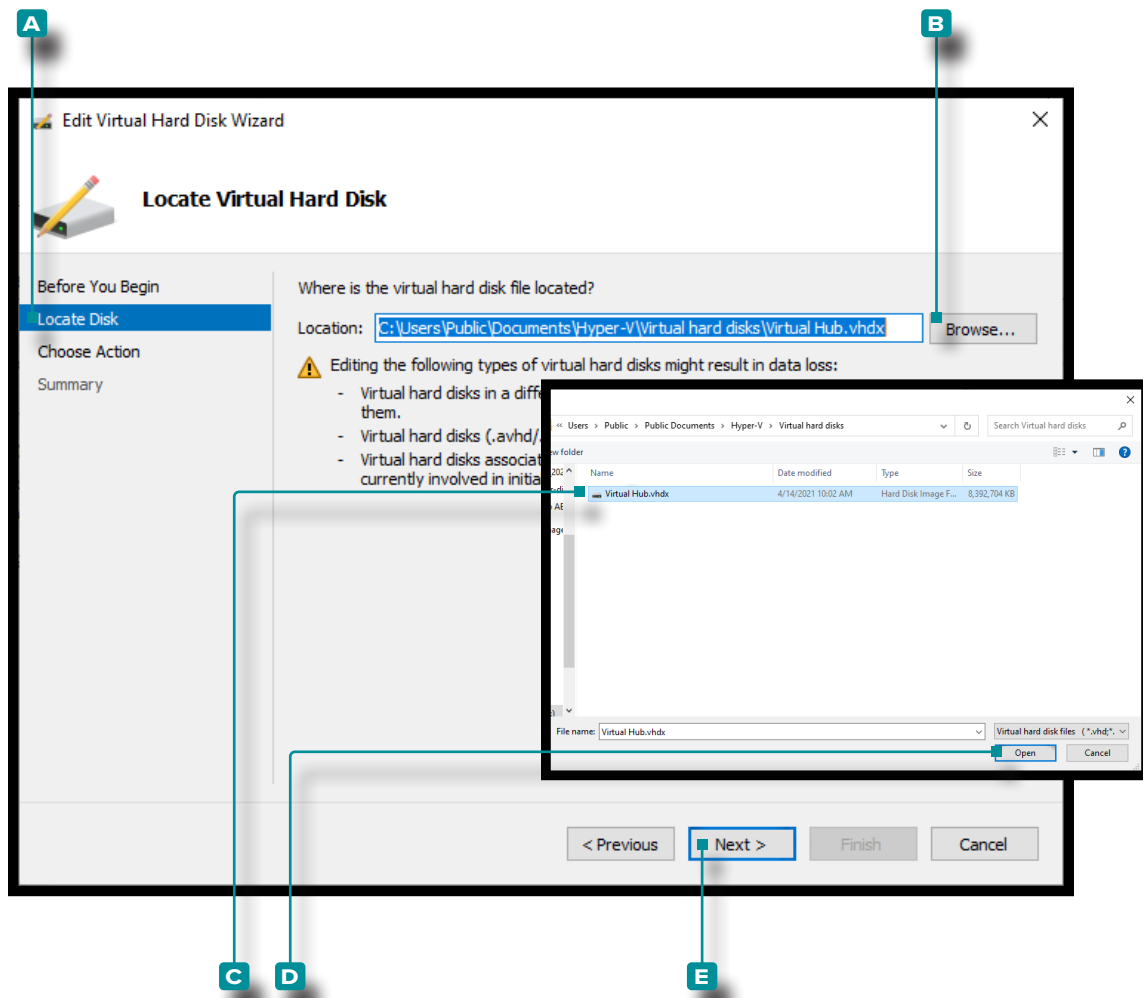 A
B
Edit Virtual Hard Disk Wizard
Locate Virtual Hard Disk
Before You Begin
Locate Disk
Choose Action
Summary
Where is the virtual hard disk file located?
Location: C:\Users\Public\Documents\Hyper-V\Virtual hard disks\Virtual Hub.vhdx Browse...
Editing the following types of virtual hard disks might result in data loss:
- Virtual hard disks in a diffe
them.
- Virtual hard disks (.avhd/.
- Virtual hard disks associat
currently involved in initia
« Users > Public > Public Documents > Hyper-V > Virtual hard disks Search Virtual hard disks
ew folder
202
Name Date modified Type Size
Virtual Hub.vhdx 4/14/2021 10:02 AM Hard Disk Image F... 8,392,704 KB
AE
age
File name: Virtual Hub.vhdx Virtual hard disk files (*.vhd;*.
Open Cancel
< Previous Next > Finish Cancel
C
D
E